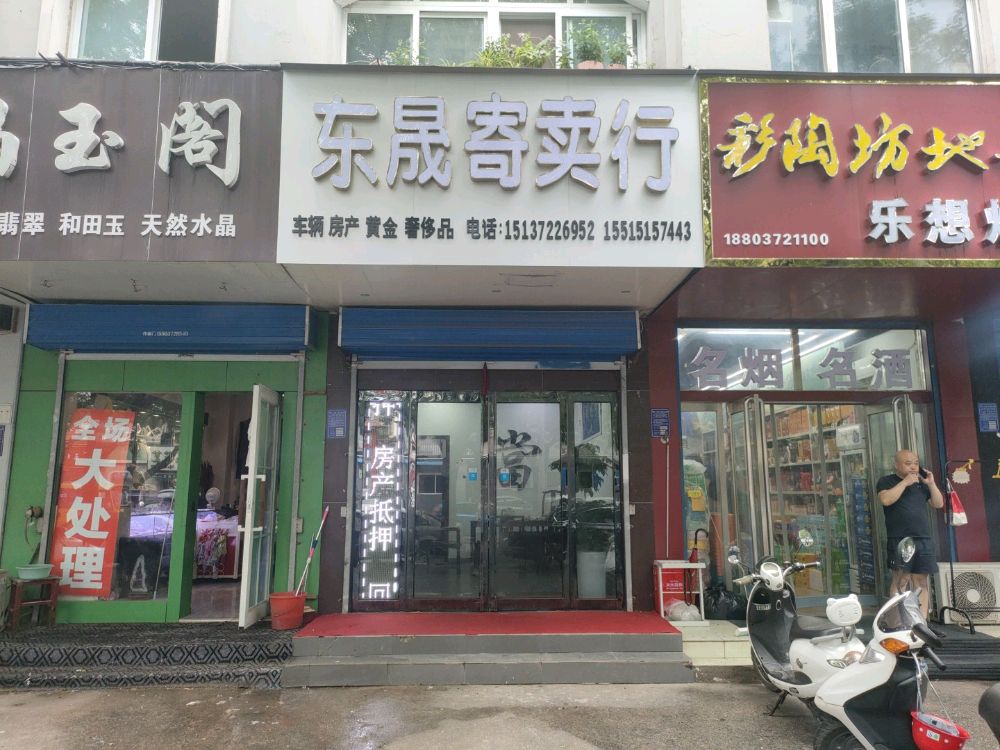 玉阁
翡翠 和田玉 天然水晶
全场
大处理
东晟寄卖行
车辆 房产 黄金 奢侈品 电话:15137226952 15515157443
房产抵押
當
彩陶坊地
18803721100
乐想
名烟 名酒